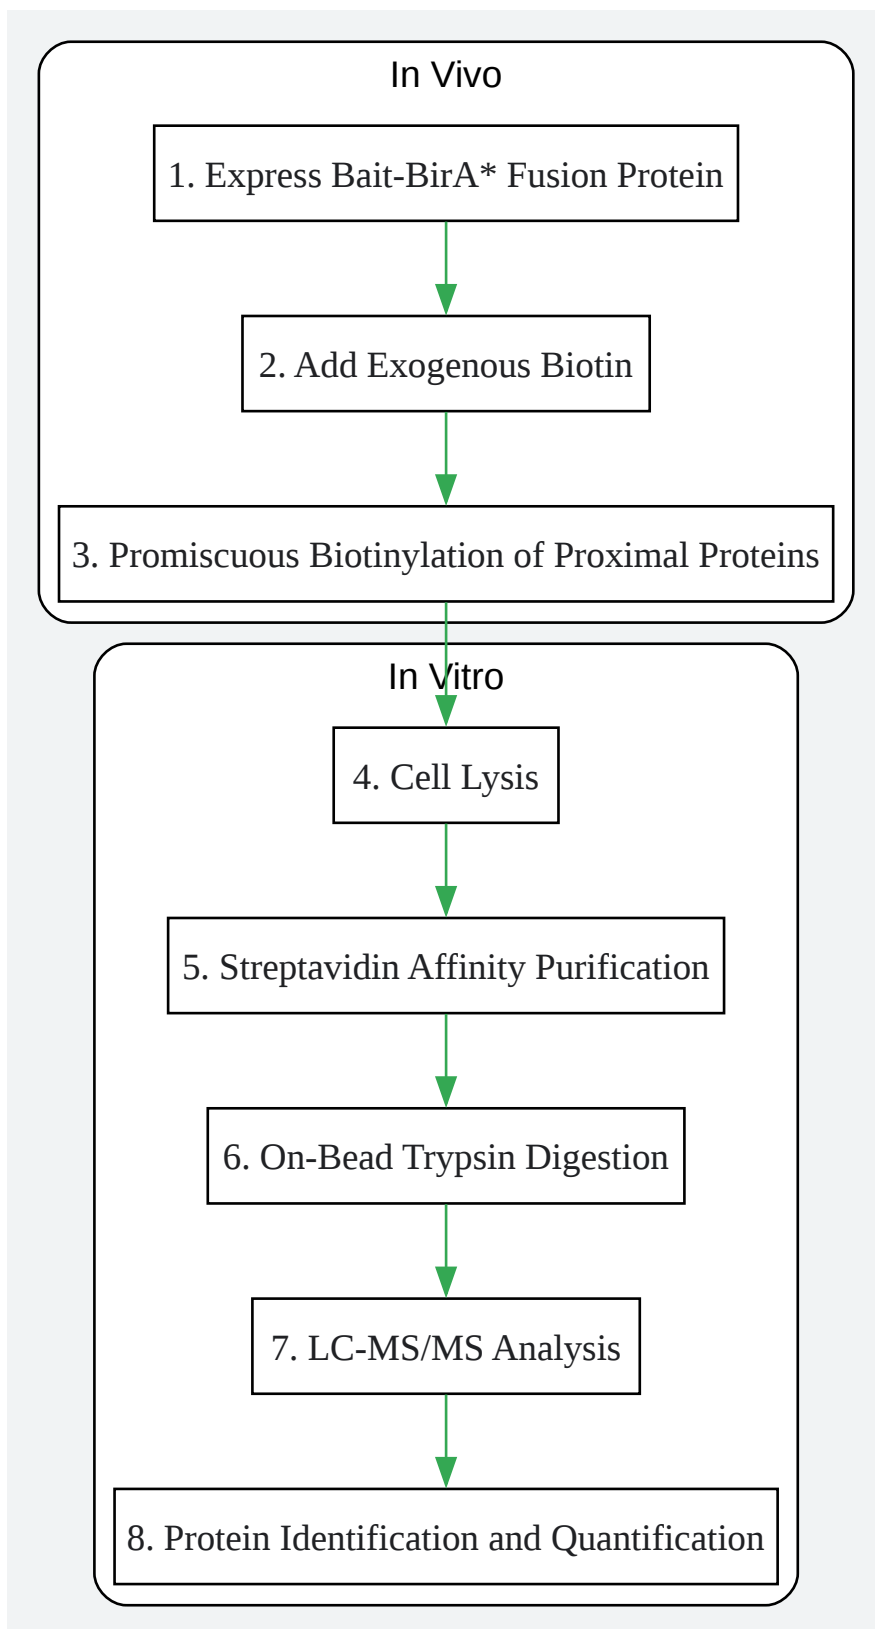 In Vivo
1. Express Bait-BirA* Fusion Protein
2. Add Exogenous Biotin
3. Promiscuous Biotinylation of Proximal Proteins
In Vitro
4. Cell Lysis
5. Streptavidin Affinity Purification
6. On-Bead Trypsin Digestion
7. LC-MS/MS Analysis
8. Protein Identification and Quantification